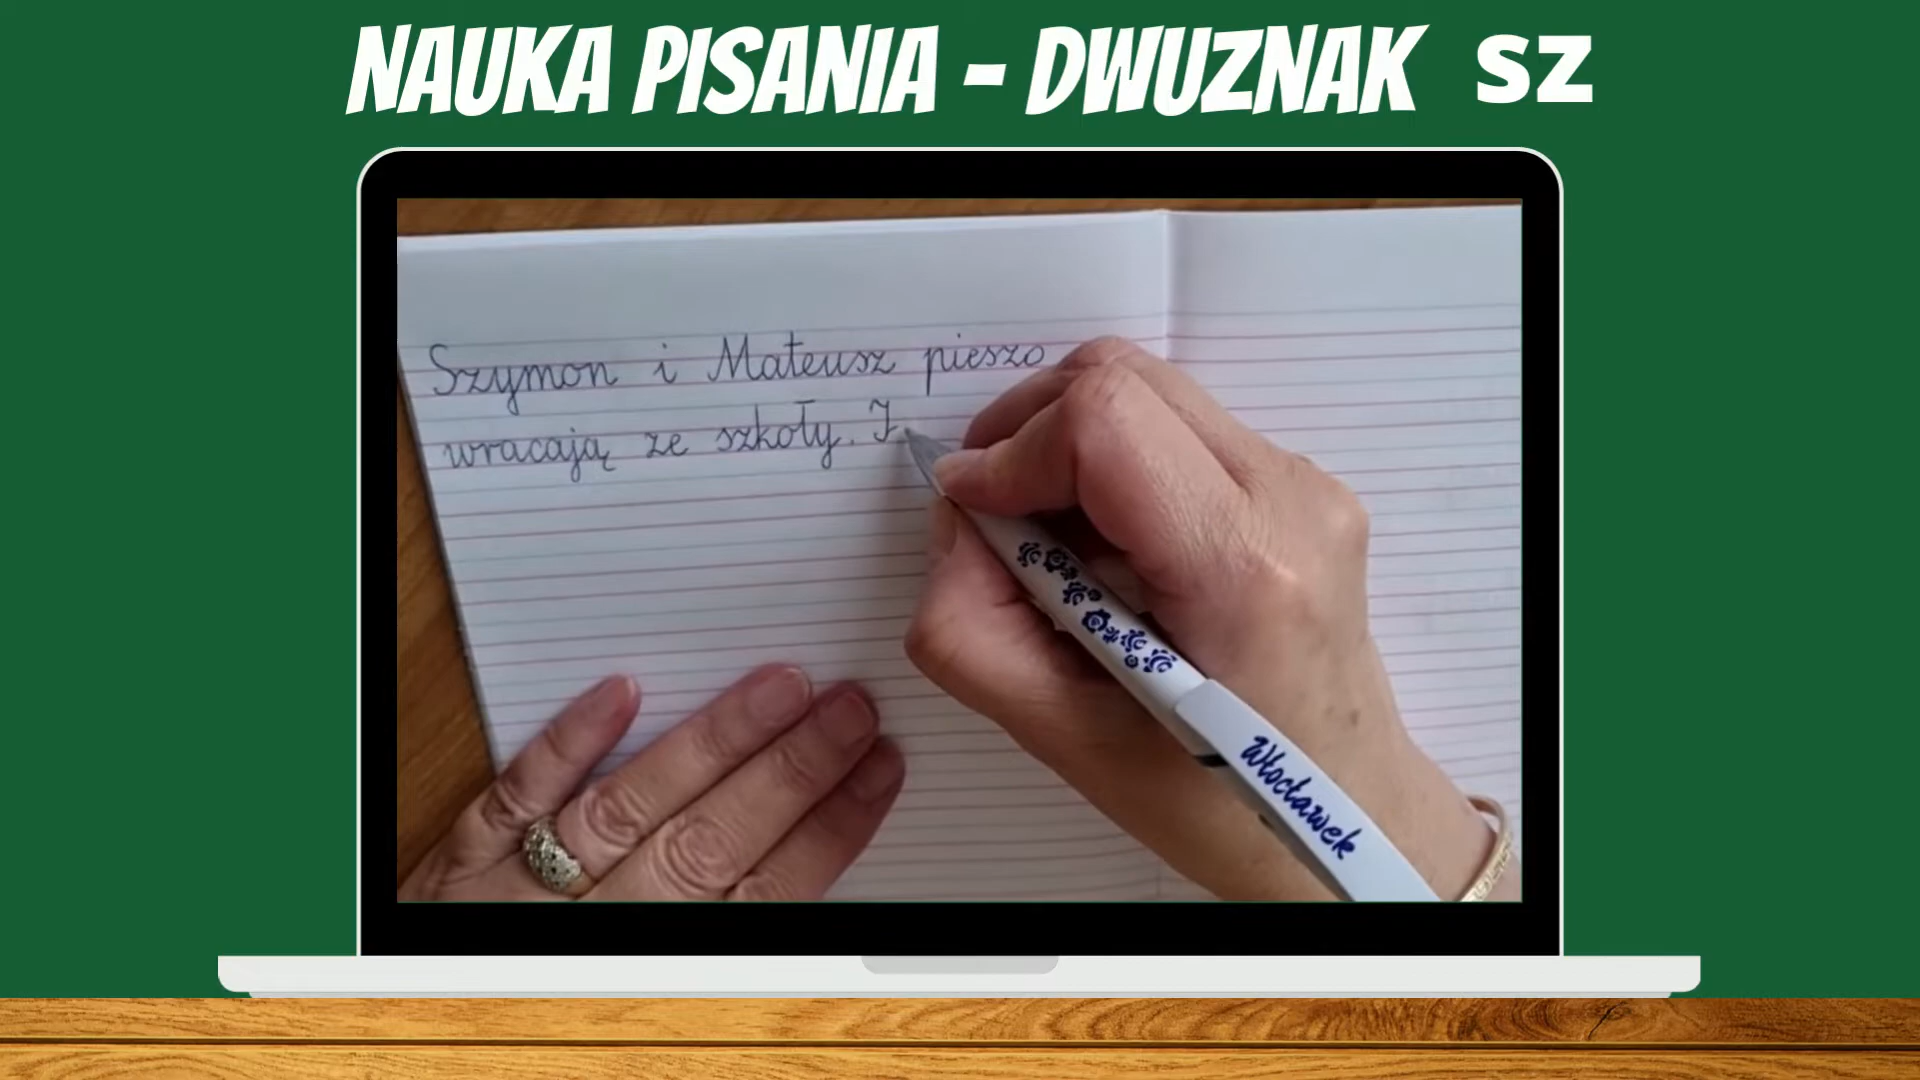 NAUKA PISANIA - DWUZNAK sz
Szymon i Mateusz pieszo
wracają ze szkoły. I
Włocławek